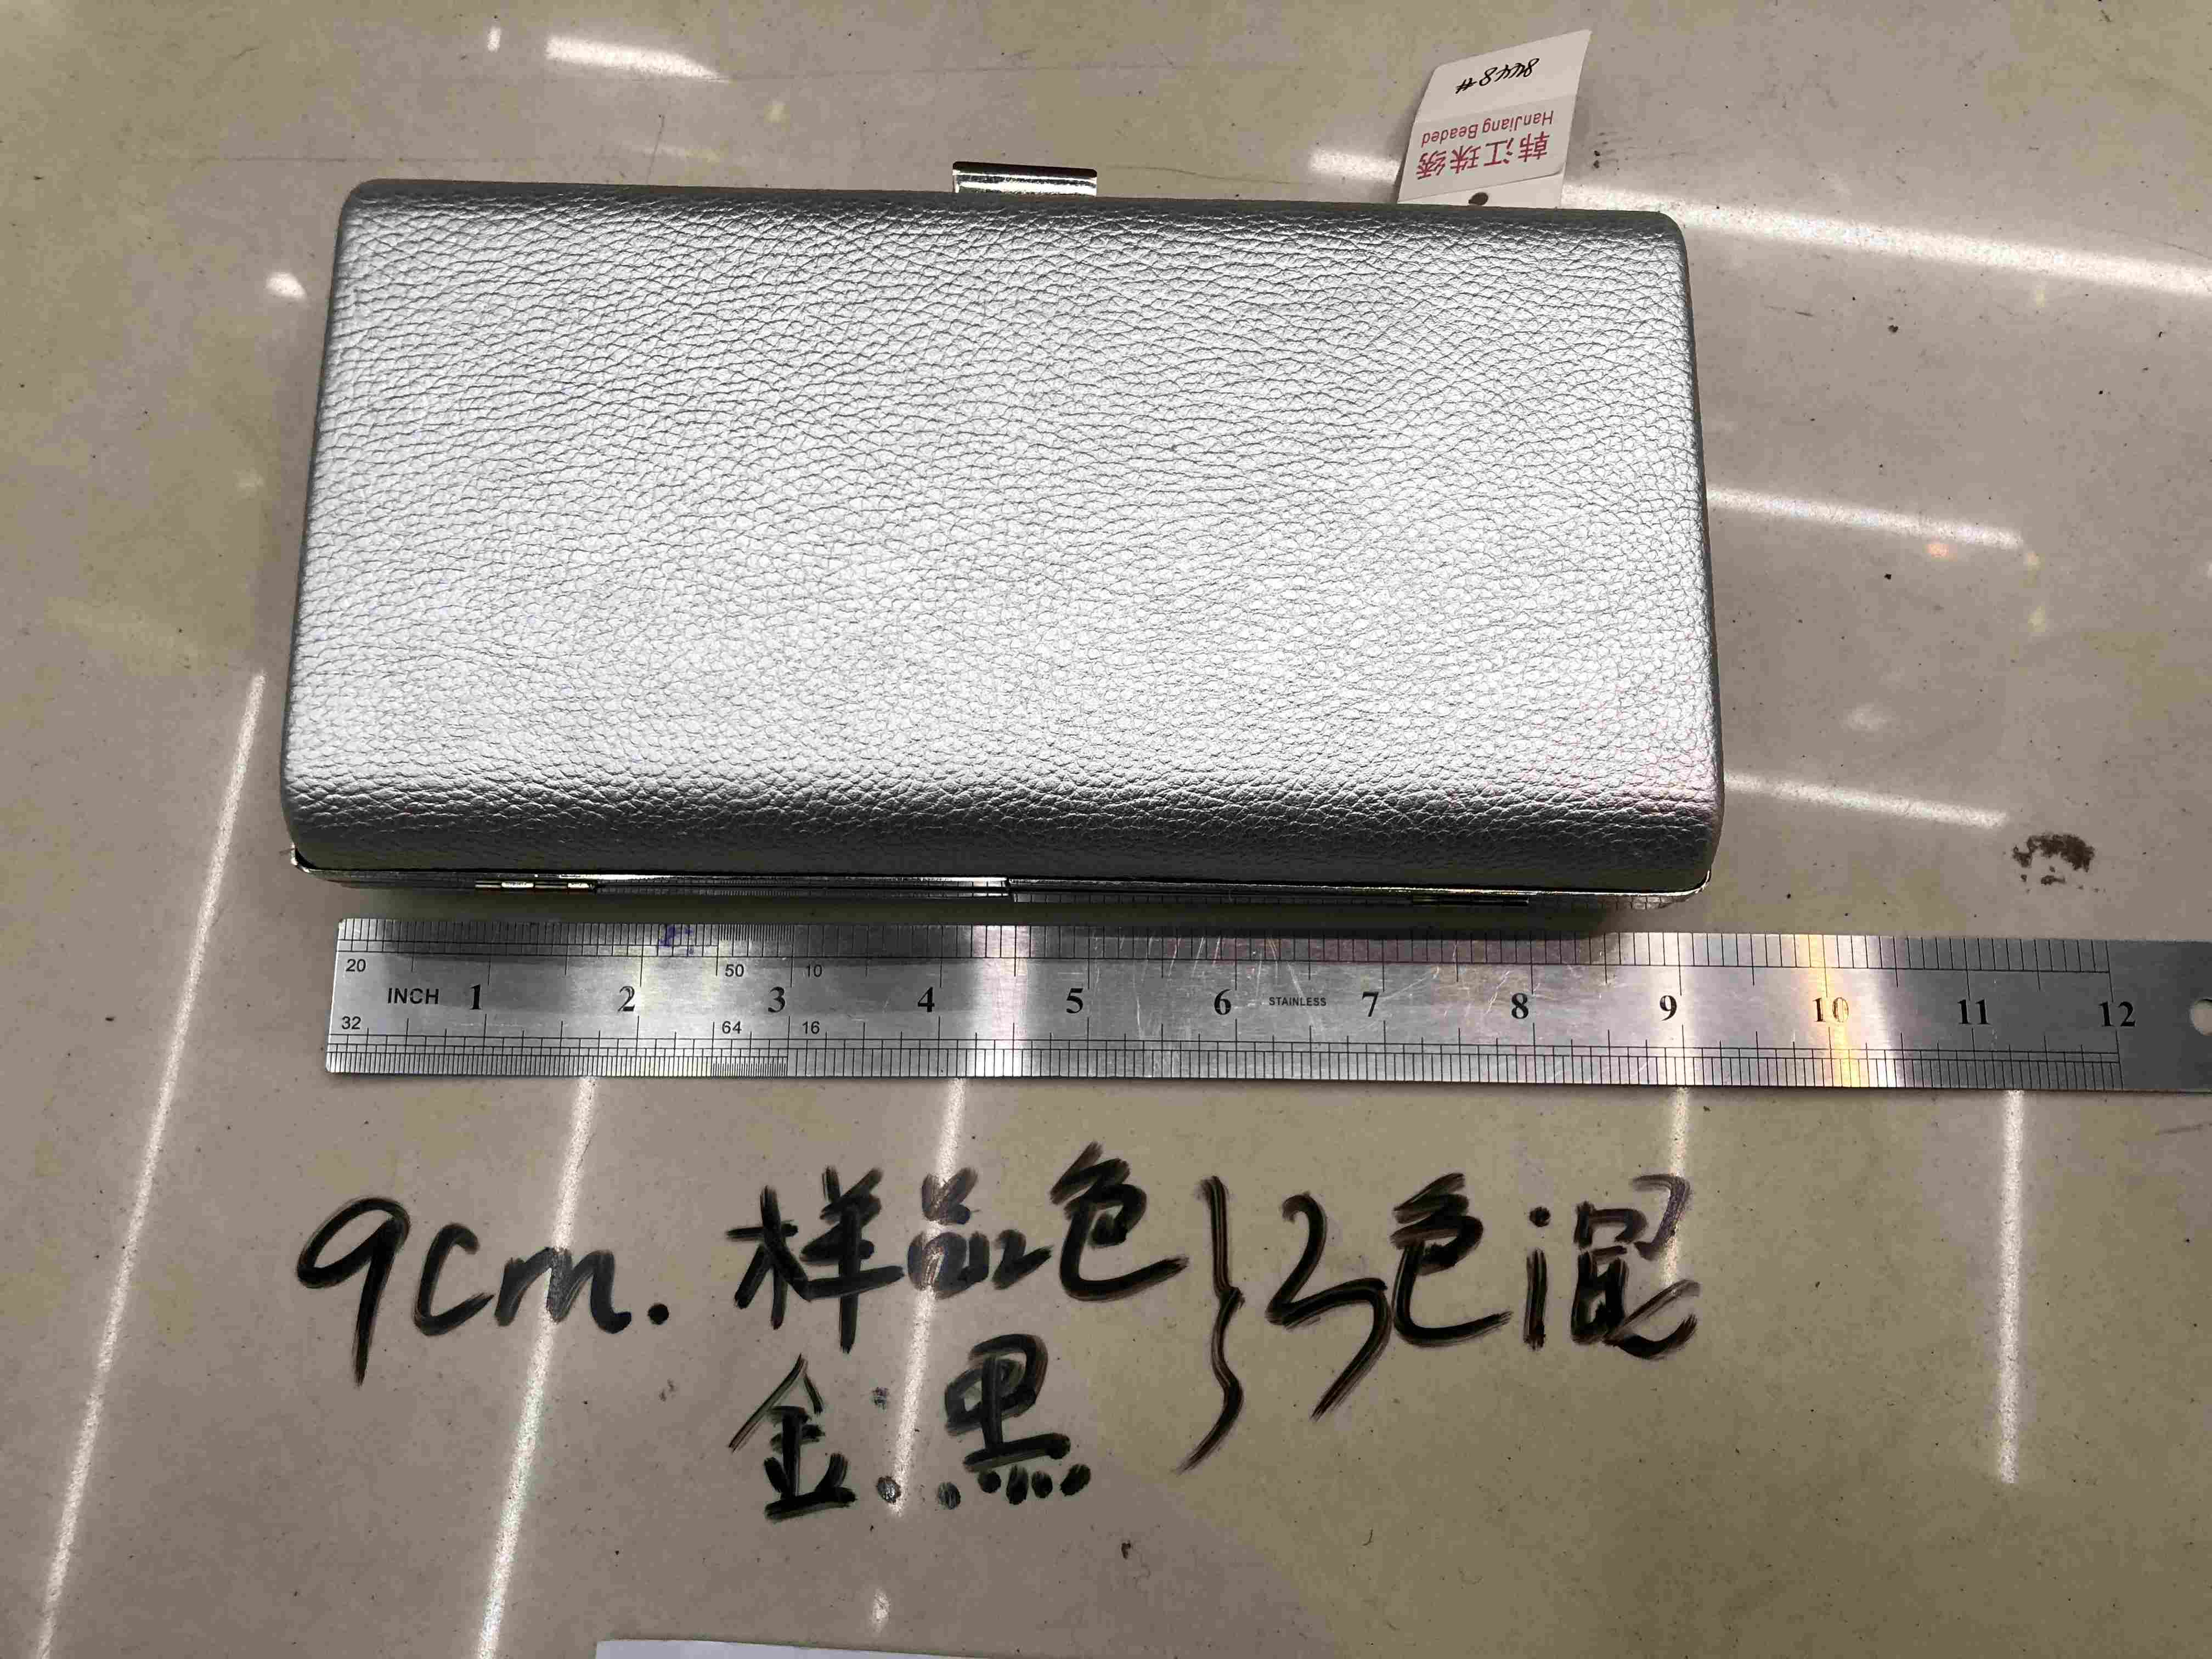 8448#
HanJiang Beaded
韩江珠绣
20 50 10
INCH 1 2 3 4 5 6 STAINLESS 7 8 9 10 11 12
32 64 16
9cm. 样品色 } 3色混
金.黑